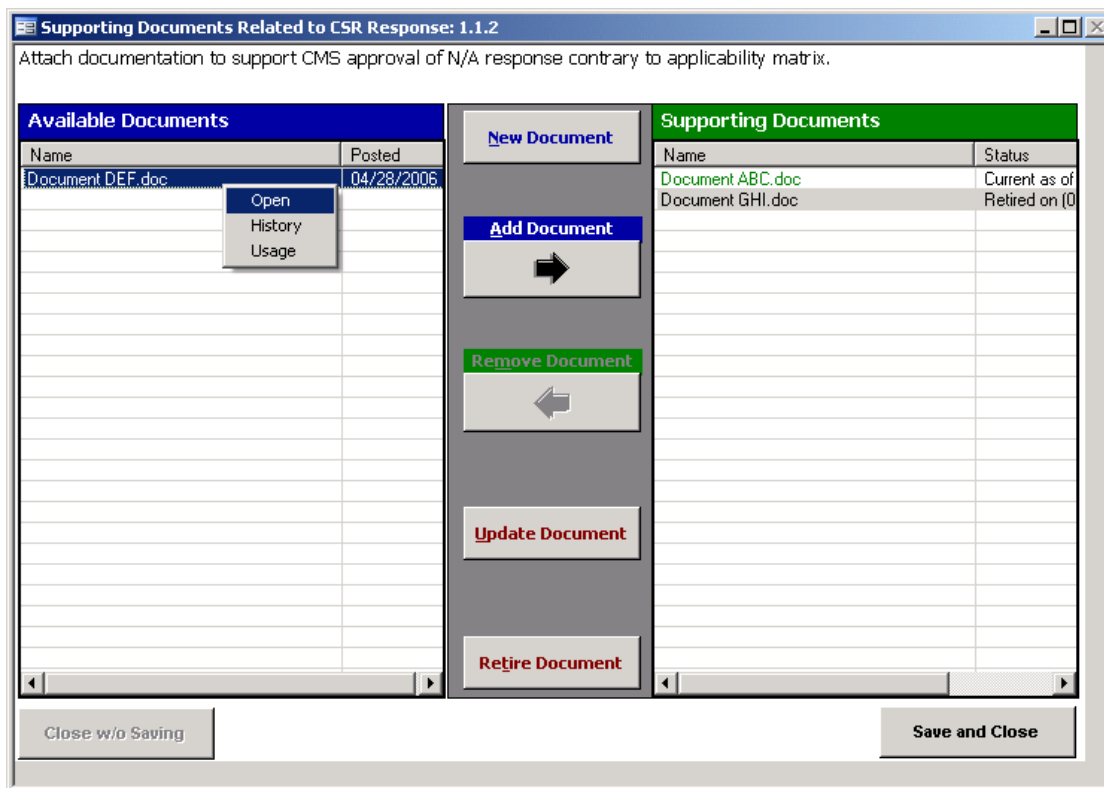 Supporting Documents Related to CSR Response: 1.1.2
Attach documentation to support CMS approval of N/A response contrary to applicability matrix.
Available Documents
Name Posted
Document DEF.doc 04/28/2006
Open
History
Usage
New Document
Add Document
Remove Document
Update Document
Retire Document
Supporting Documents
Name Status
Document ABC.doc Current as of
Document GHI.doc Retired on (0
Close w/o Saving
Save and Close